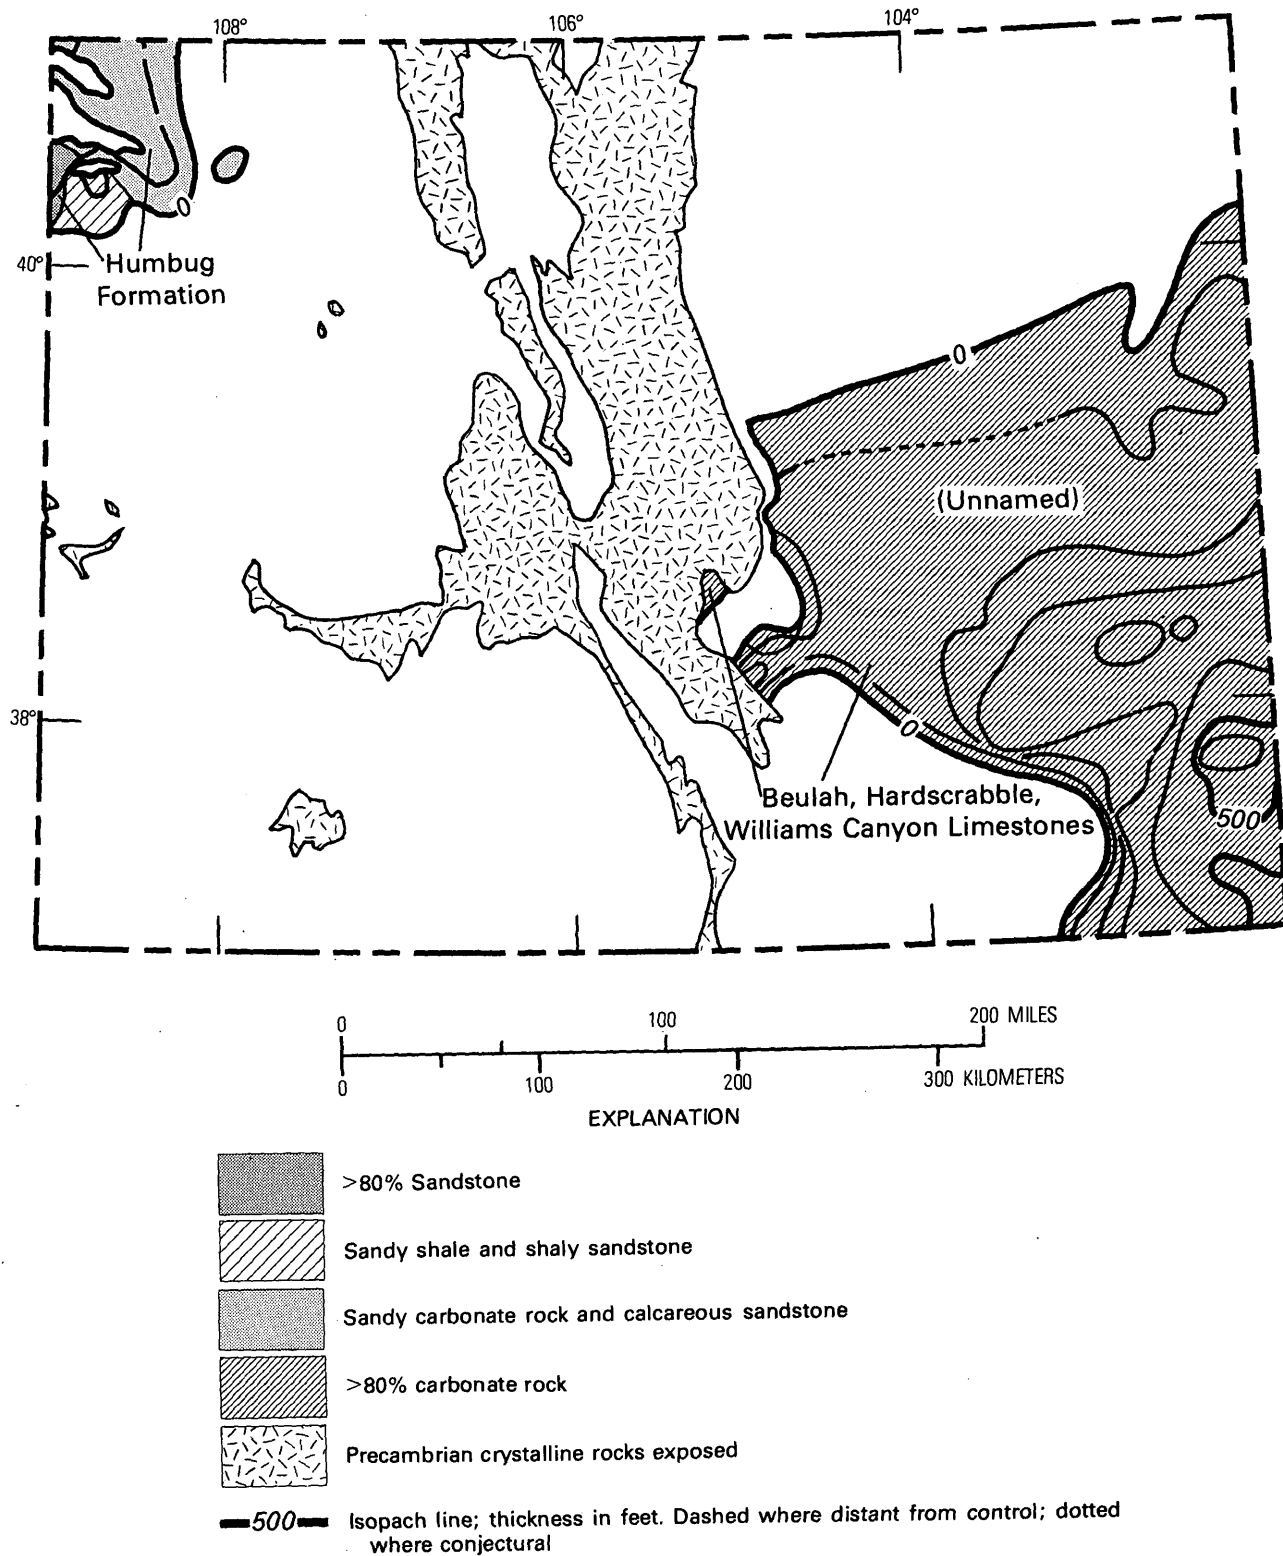 108°
106°
104°
0
40°
Humbug
Formation
0
(Unnamed)
38°
0
Beulah, Hardscrabble,
Williams Canyon Limestones
500
0 100 200 MILES
0 100 200 300 KILOMETERS
EXPLANATION
>80% Sandstone
Sandy shale and shaly sandstone
Sandy carbonate rock and calcareous sandstone
>80% carbonate rock
Precambrian crystalline rocks exposed
500 Isopach line; thickness in feet. Dashed where distant from control; dotted
where conjectural